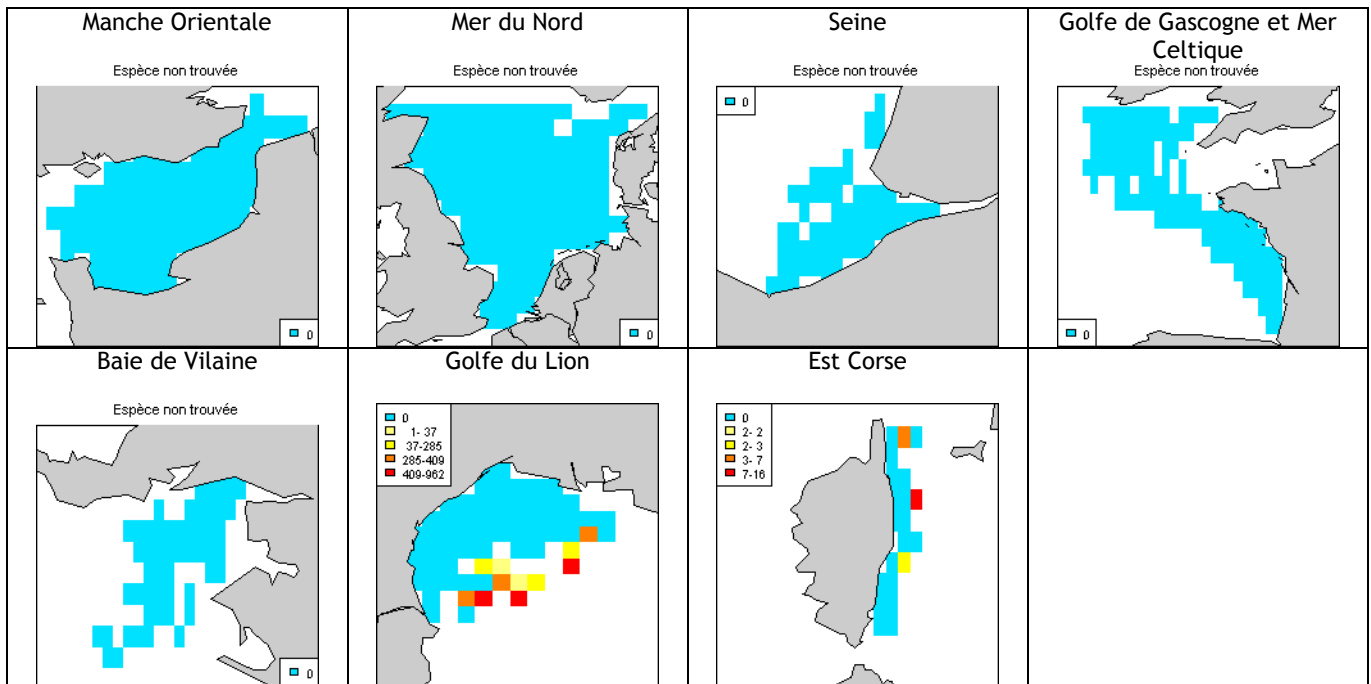 Manche Orientale
Espèce non trouvée
0
Mer du Nord
Espèce non trouvée
0
Seine
Espèce non trouvée
0
Golfe de Gascogne et Mer
Celtique
Espèce non trouvée
0
Baie de Vilaine
Espèce non trouvée
0
Golfe du Lion
0
1- 37
37-285
285-409
409-962
Est Corse
0
2- 2
2- 3
3- 7
7-16